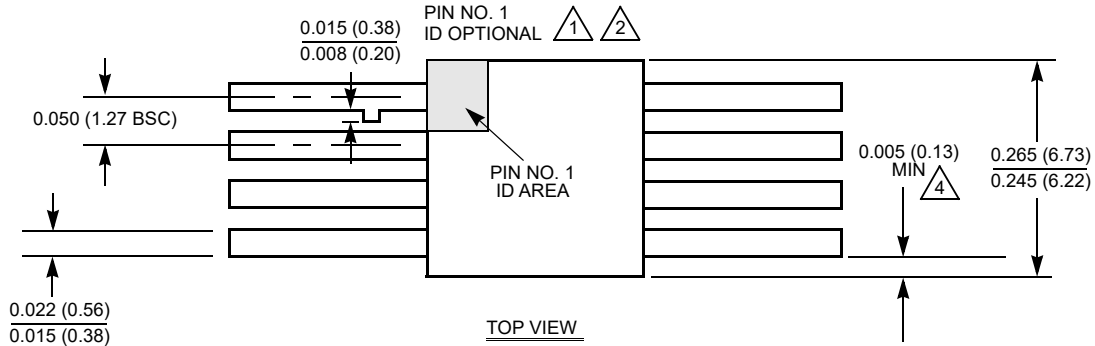 PIN NO. 1
ID OPTIONAL 1 2
0.015 (0.38)
0.008 (0.20)
0.050 (1.27 BSC)
PIN NO. 1
ID AREA
0.005 (0.13)
MIN 4
0.265 (6.73)
0.245 (6.22)
0.022 (0.56)
0.015 (0.38)
TOP VIEW